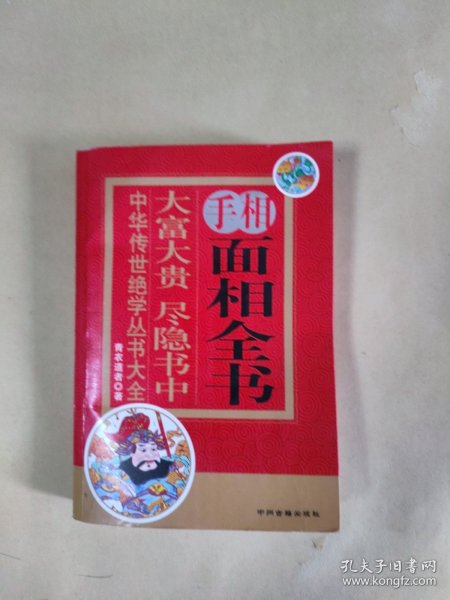 手相
面相全书
大富大贵 尽隐书中
中华传世绝学丛书大全
青衣道者●著
中州古籍出版社
孔夫子旧书网
www.kongfz.com